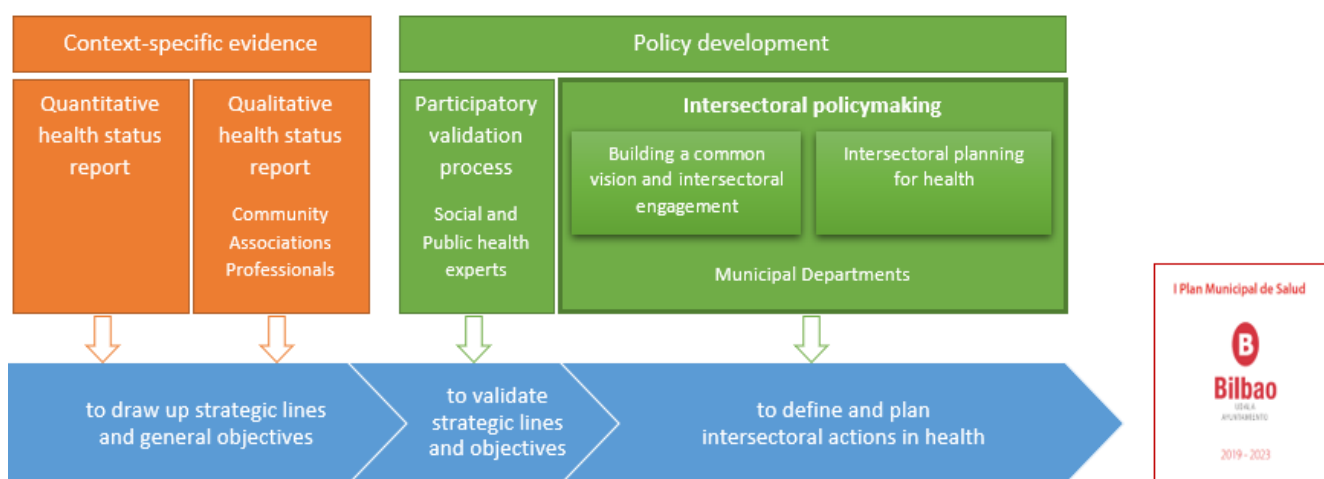 Context-specific evidence
Policy development
Quantitative
health status
report
Qualitative
health status
report
Community
Associations
Professionals
Participatory
validation
process
Social and
Public health
experts
Intersectoral policymaking
Building a common
vision and intersectoral
engagement
Intersectoral planning
for health
Municipal Departments
to draw up strategic lines
and general objectives
to validate
strategic lines
and objectives
to define and plan
intersectoral actions in health
I Plan Municipal de Salud
B
Bilbao
UDALA
AYUNTAMIENTO
2019 - 2023